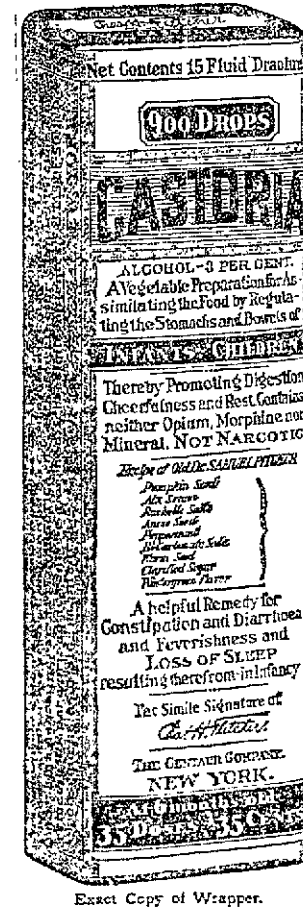 Net Contents 15 Fluid Drachms
900 DROPS
CASTORIA
ALCOHOL-3 PER CENT.
A Vegetable Preparation for As-
similating the Food by Regula-
ting the Stomachs and Bowels of
INFANTS CHILDREN
Thereby Promoting Digestion
Cheerfulness and Rest Contains
neither Opium, Morphine nor
Mineral. NOT NARCOTIC
Recipe of Old Dr. SAMUEL PITCHER
Pumpkin Seed
Alx Senna
Rochelle Salts
Anise Seed
Peppermint
Worm Seed
Clarified Sugar
Wintergreen Flavor
A helpful Remedy for
Constipation and Diarrhoea
and Feverishness and
LOSS OF SLEEP
resulting therefrom in Infancy
Fac Simile Signature of
Chas. H. Fletcher
THE CENTAUR COMPANY.
NEW YORK.
35 DOSES 35 CENTS
Exact Copy of Wrapper.